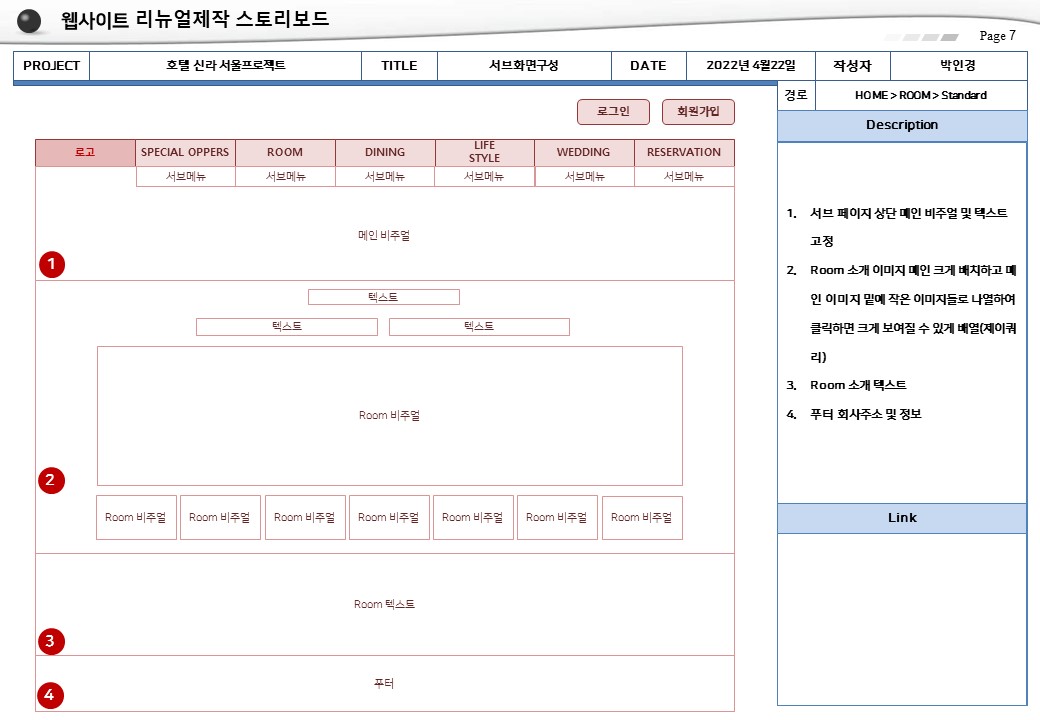 웹사이트 리뉴얼제작 스토리보드
Page 7
PROJECT 호텔 신라 서울프로젝트 TITLE 서브화면구성 DATE 2022년 4월22일 작성자 박인경
경로 HOME > ROOM > Standard
로그인 회원가입
로고 SPECIAL OPPERS ROOM DINING LIFE STYLE WEDDING RESERVATION
서브메뉴 서브메뉴 서브메뉴 서브메뉴 서브메뉴 서브메뉴
메인 비주얼
1
텍스트
텍스트 텍스트
Room 비주얼
2
Room 비주얼 Room 비주얼 Room 비주얼 Room 비주얼 Room 비주얼 Room 비주얼 Room 비주얼
Room 텍스트
3
푸터
4
Description
1. 서브 페이지 상단 메인 비주얼 및 텍스트
고정
2. Room 소개 이미지 메인 크게 배치하고 메
인 이미지 밑에 작은 이미지들로 나열하여
클릭하면 크게 보여질 수 있게 배열(제이쿼
리)
3. Room 소개 텍스트
4. 푸터 회사주소 및 정보
Link